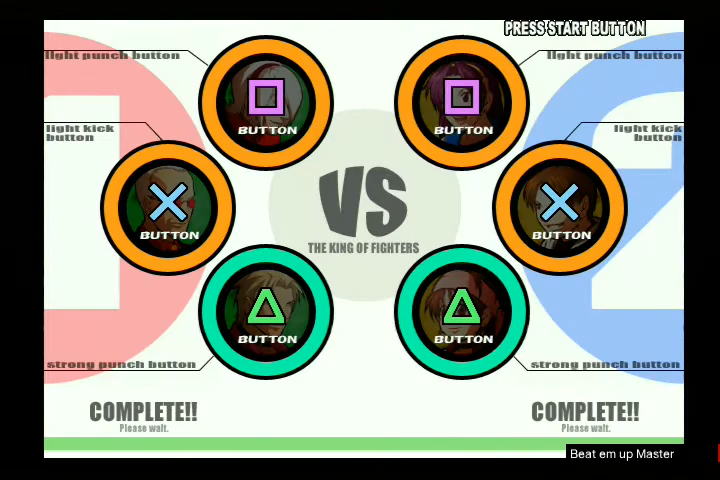 PRESS START BUTTON
light punch button
light punch button
BUTTON
BUTTON
light kick
button
light kick
button
BUTTON
BUTTON
VS
THE KING OF FIGHTERS
BUTTON
BUTTON
strong punch button
strong punch button
COMPLETE!!
Please wait.
COMPLETE!!
Please wait.
Beat em up Master